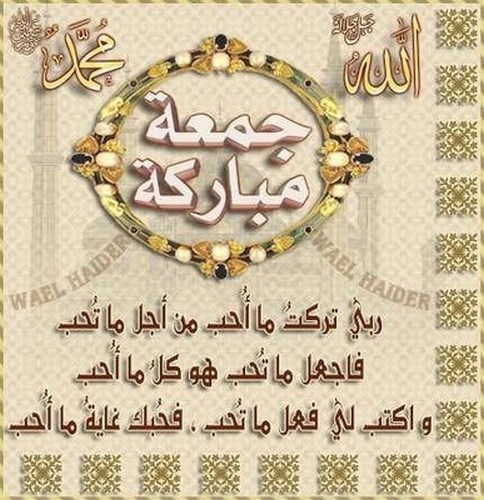 الله جل جلاله
محمد ﷺ
جمعة
مباركة
WAEL HAIDER
WAEL HAIDER
ربي تركتُ ما أُحب من أجل ما تُحب
فاجعل ما تُحب هو كلُ ما أُحب
و اكتب لي فعل ما تُحب ، فحُبك غايةُ ما أُحب